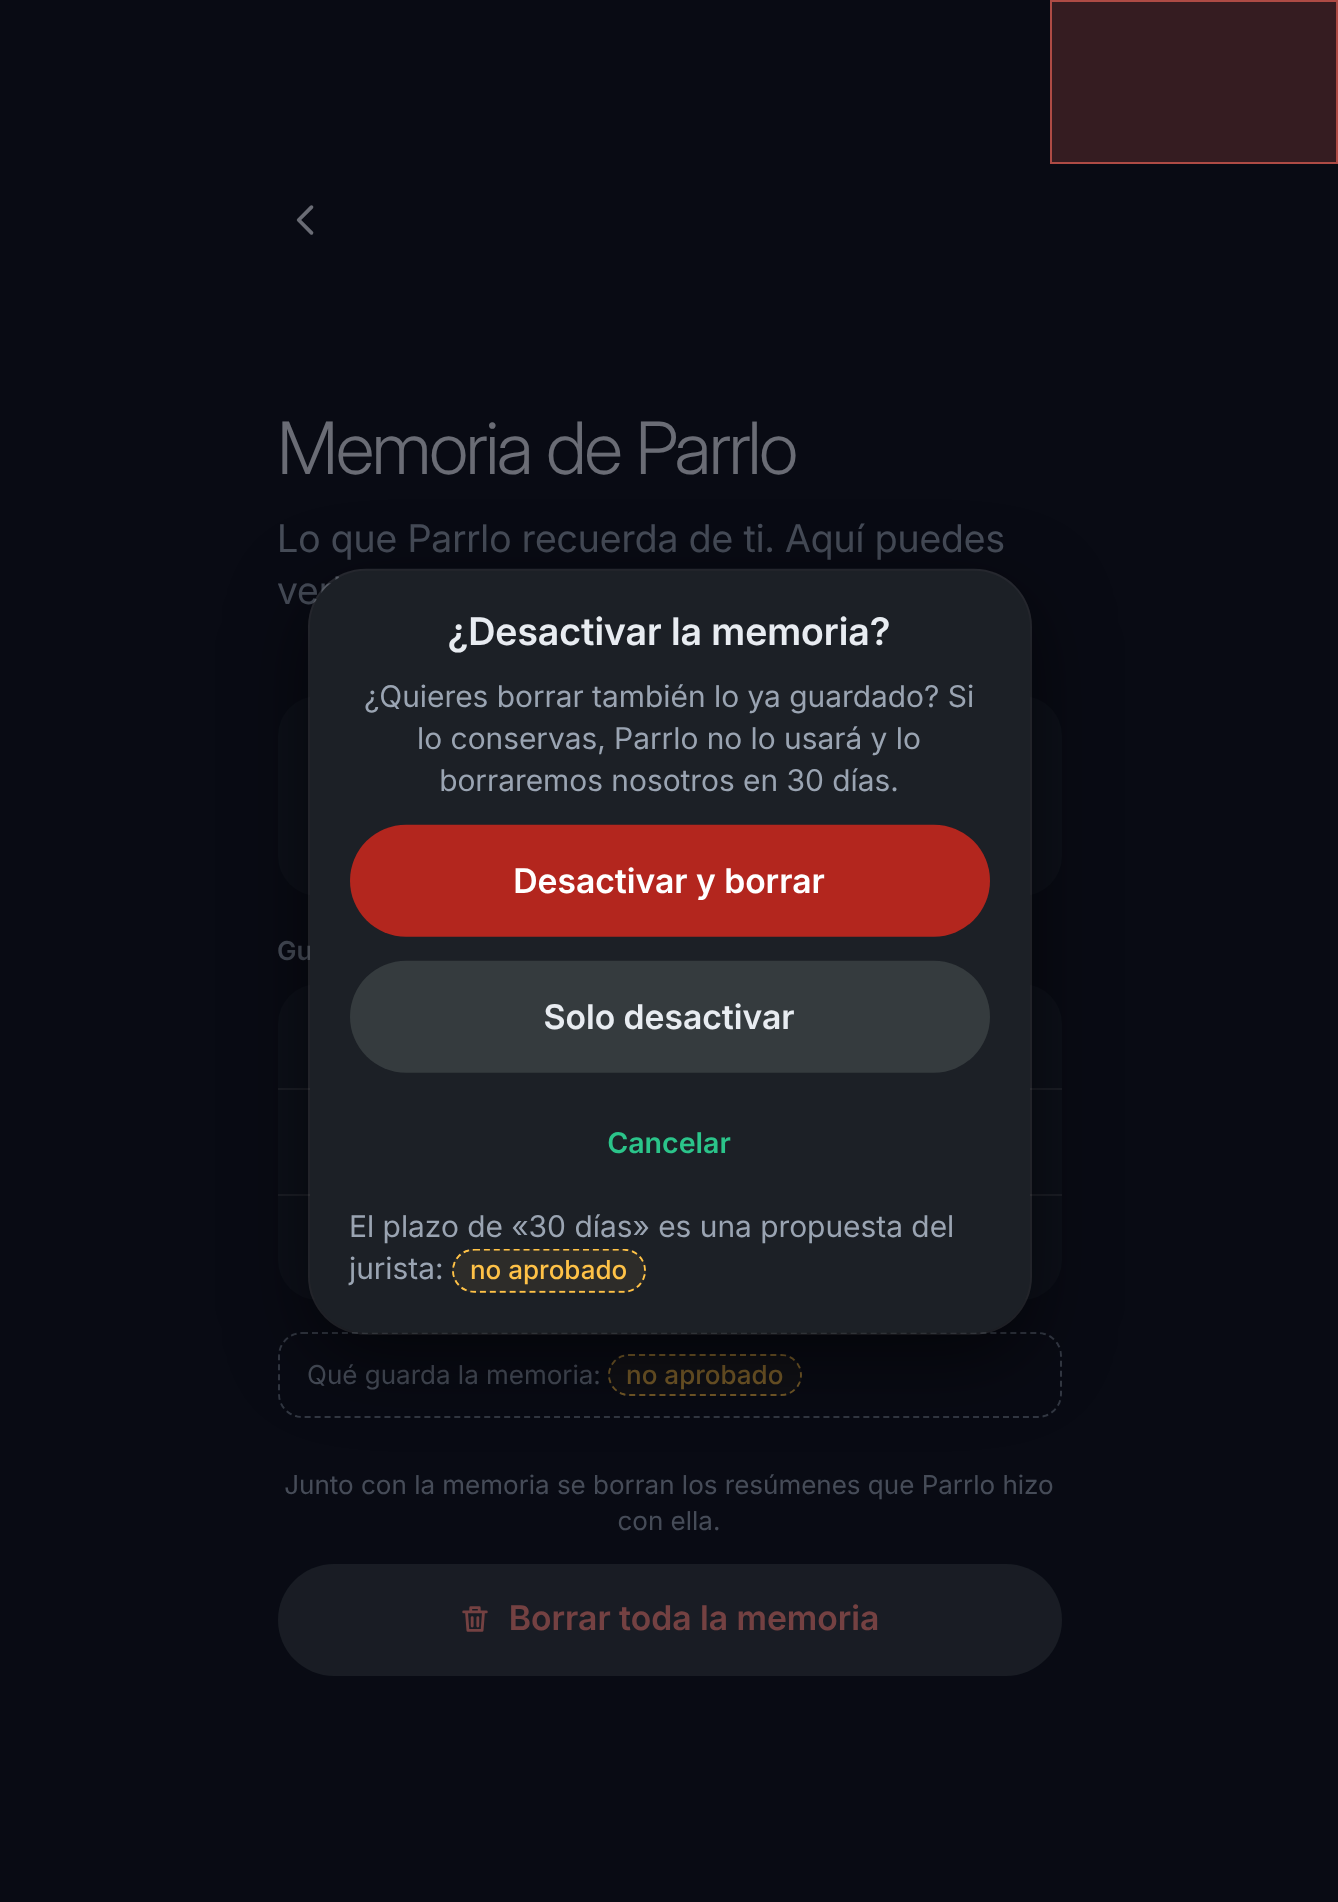 Memoria de Parrlo
Lo que Parrlo recuerda de ti. Aquí puedes
¿Desactivar la memoria?
¿Quieres borrar también lo ya guardado? Si
lo conservas, Parrlo no lo usará y lo
borraremos nosotros en 30 días.
Desactivar y borrar
Solo desactivar
Cancelar
El plazo de «30 días» es una propuesta del
jurista: no aprobado
Qué guarda la memoria: no aprobado
Junto con la memoria se borran los resúmenes que Parrlo hizo
con ella.
Borrar toda la memoria